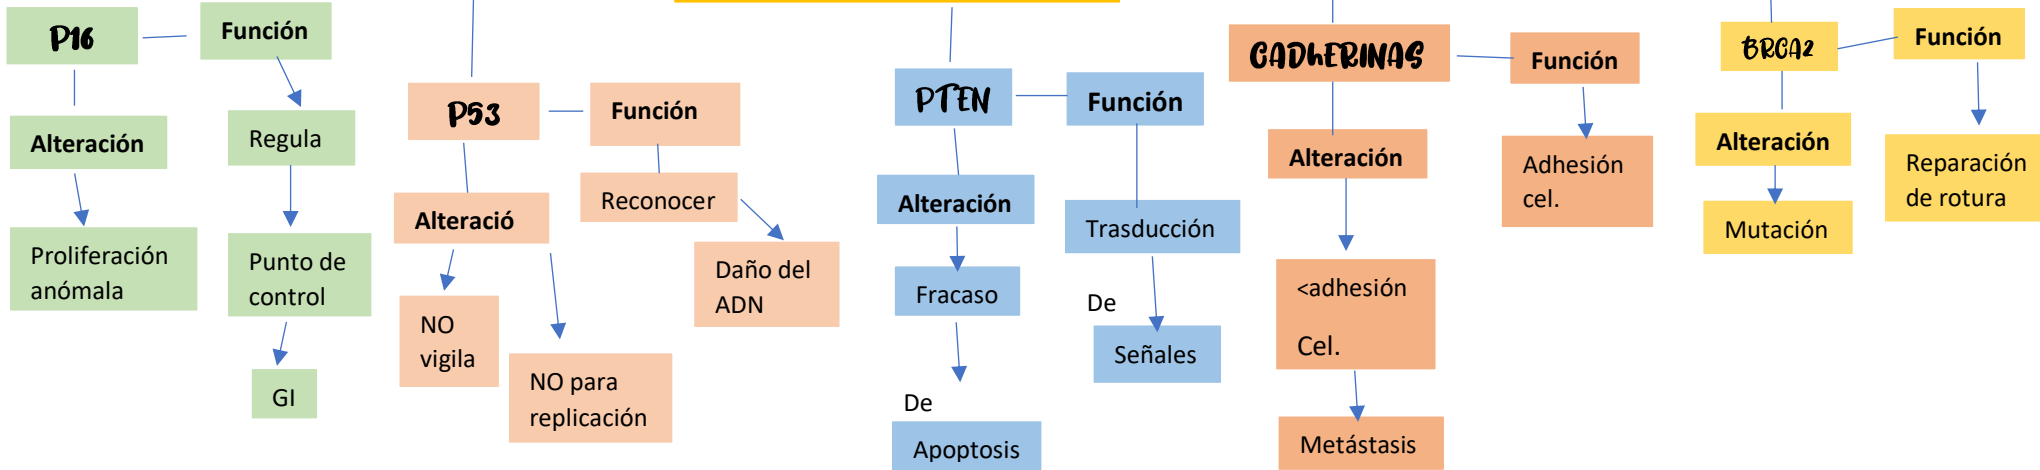 P16
Función
Alteración
Regula
Proliferación
anómala
Punto de
control
GI
P53
Función
Alteració
Reconocer
NO
vigila
NO para
replicación
Daño del
ADN
PTEN
Función
Alteración
Trasducción
Fracaso
De
Señales
De
Apoptosis
CADhERINAS
Función
Alteración
Adhesión
cel.
<adhesión
Cel.
Metástasis
BRCA2
Función
Alteración
Reparación
de rotura
Mutación